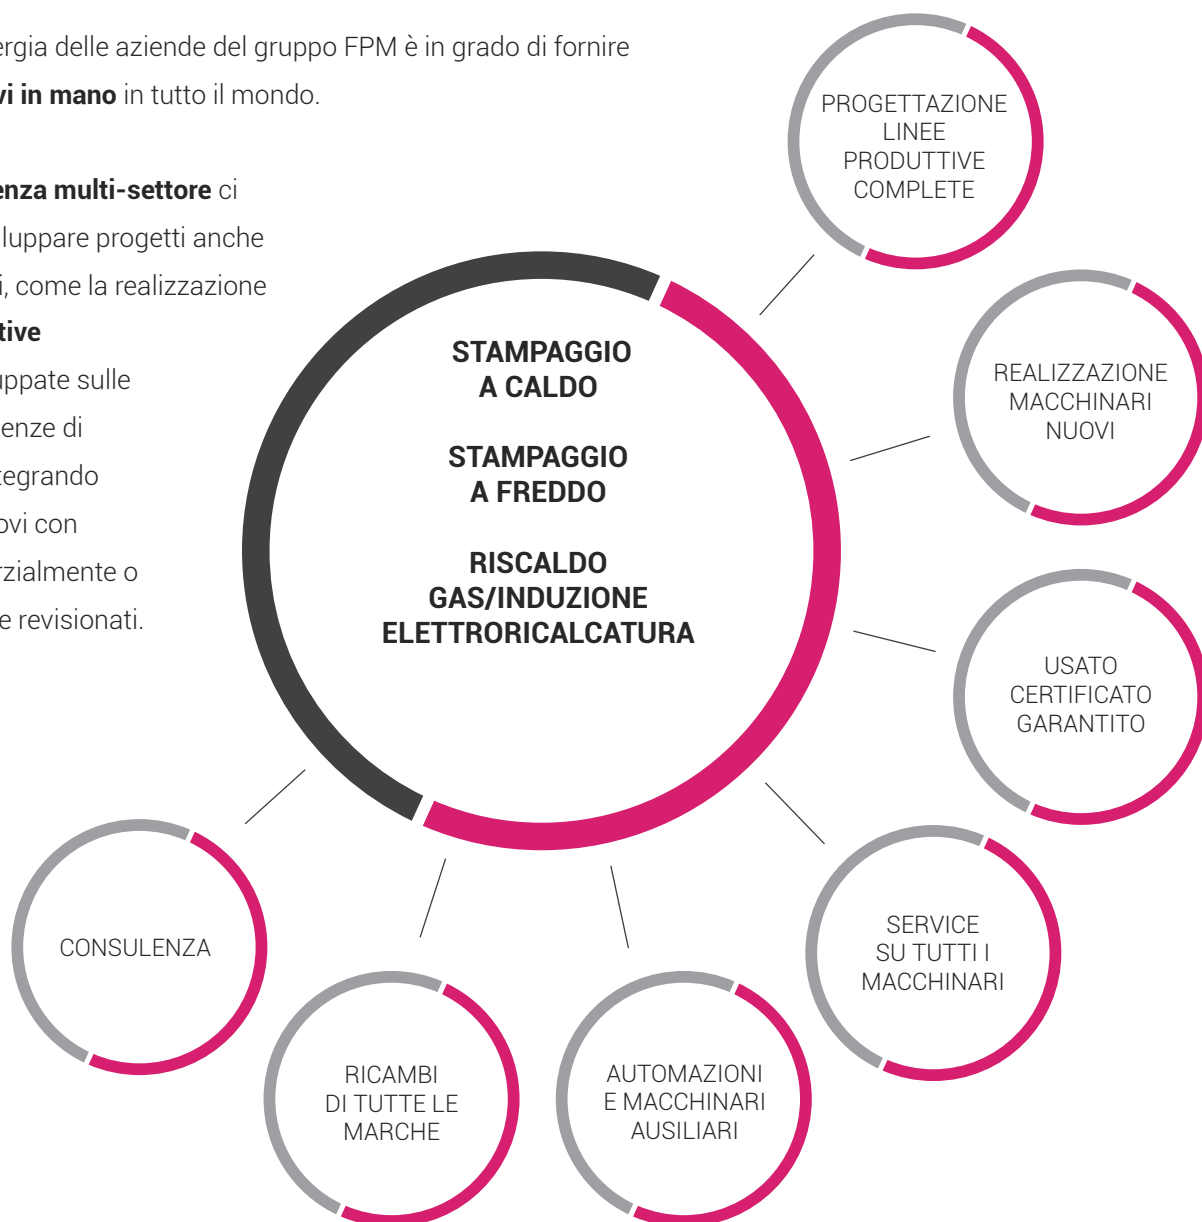 ergia delle aziende del gruppo FPM è in grado di fornire
vi in mano in tutto il mondo.
enza multi-settore ci
luppare progetti anche
i, come la realizzazione
tive
uppate sulle
enze di
tegrando
ovi con
rzialmente o
e revisionati.
STAMPAGGIO
A CALDO
STAMPAGGIO
A FREDDO
RISCALDO
GAS/INDUZIONE
ELETTRORICALCATURA
PROGETTAZIONE
LINEE
PRODUTTIVE
COMPLETE
REALIZZAZIONE
MACCHINARI
NUOVI
USATO
CERTIFICATO
GARANTITO
SERVICE
SU TUTTI I
MACCHINARI
AUTOMAZIONI
E MACCHINARI
AUSILIARI
RICAMBI
DI TUTTE LE
MARCHE
CONSULENZA